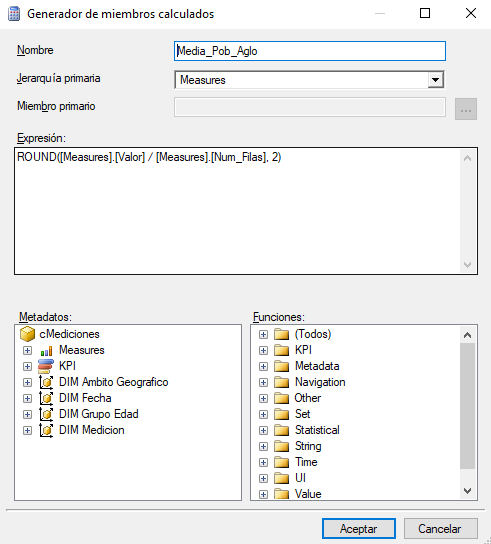 Generador de miembros calculados
Nombre
Media_Pob_Aglo
Jerarquía primaria
Measures
Miembro primario
...
Expresión:
ROUND([Measures].[Valor] / [Measures].[Num_Filas], 2)
Metadatos:
cMediciones
Measures
KPI
DIM Ambito Geografico
DIM Fecha
DIM Grupo Edad
DIM Medicion
Funciones:
(Todos)
KPI
Metadata
Navigation
Other
Set
Statistical
String
Time
UI
Value
Aceptar
Cancelar